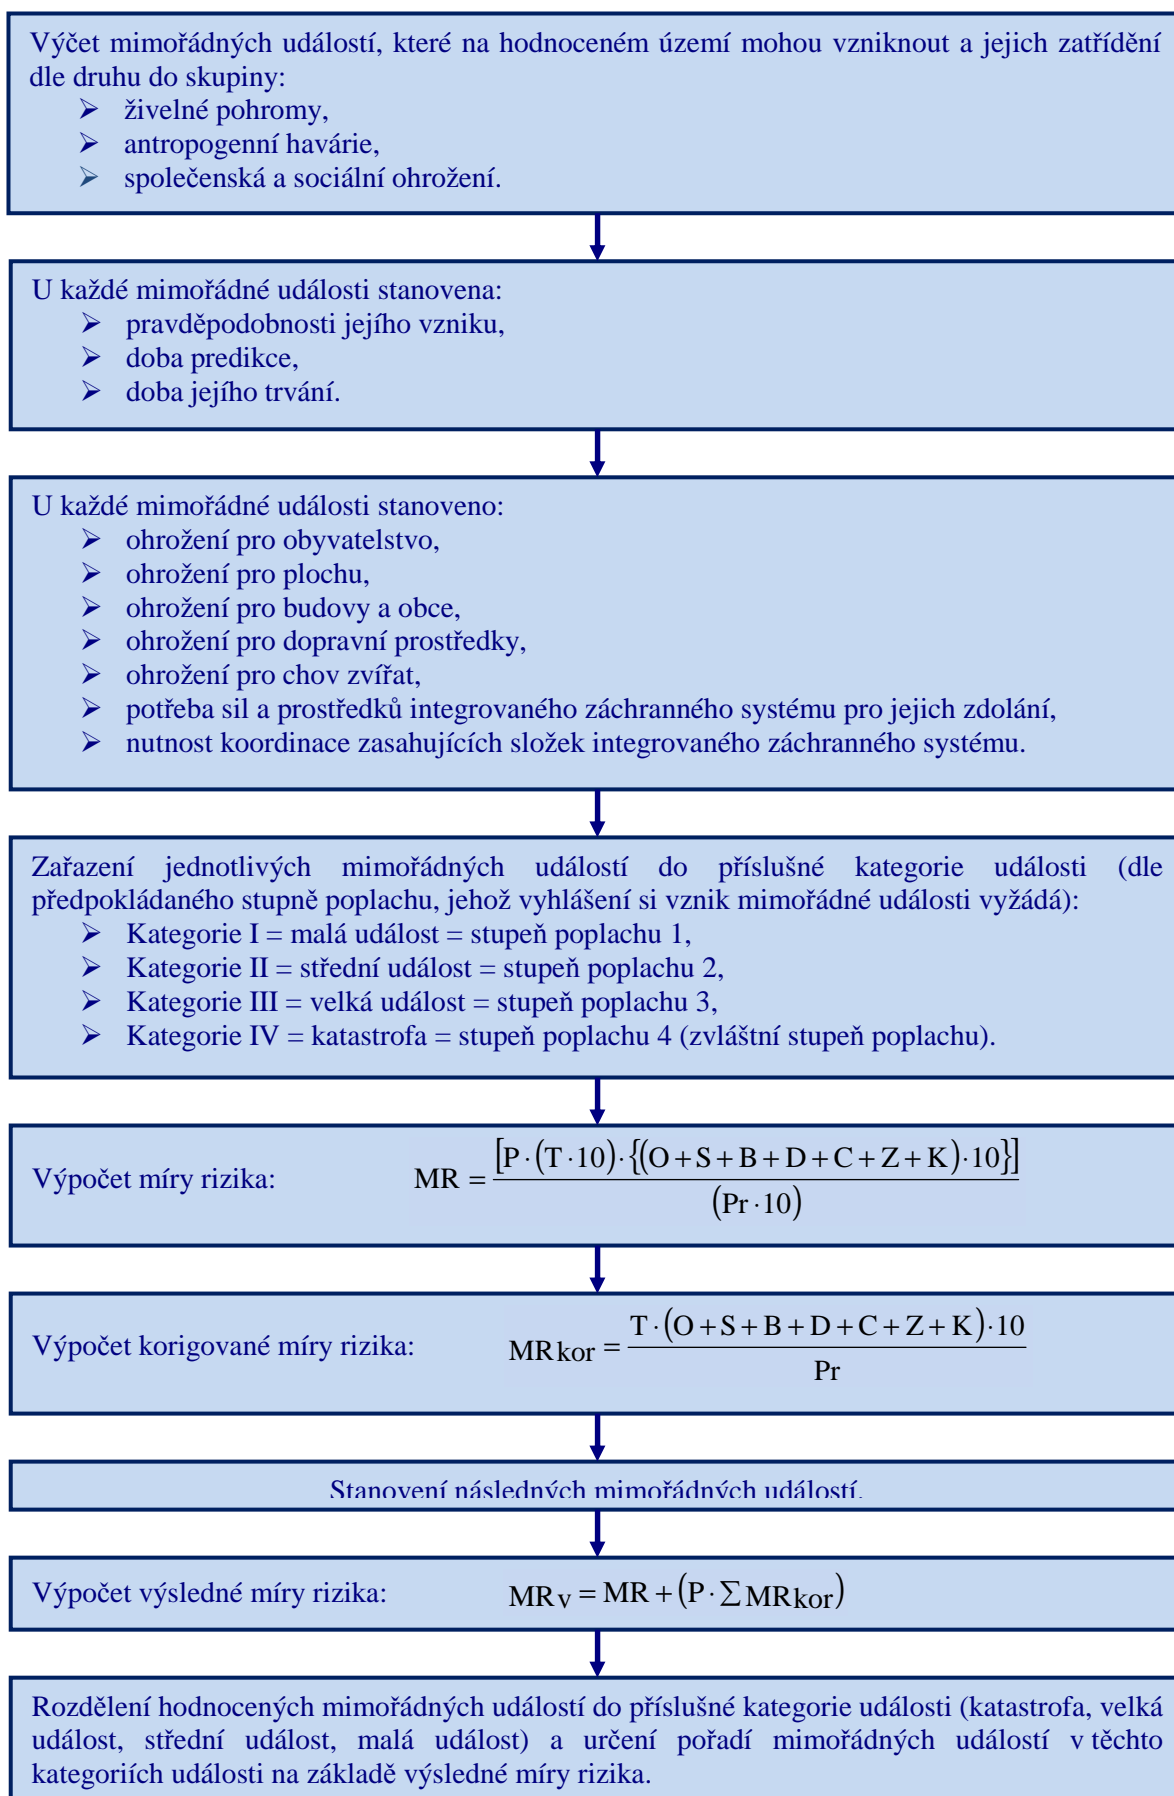 Výčet mimořádných událostí, které na hodnoceném území mohou vzniknout a jejich zatřídění
dle druhu do skupiny:
➢ živelné pohromy,
➢ antropogenní havárie,
➢ společenská a sociální ohrožení.
U každé mimořádné události stanovena:
➢ pravděpodobnosti jejího vzniku,
➢ doba predikce,
➢ doba jejího trvání.
U každé mimořádné události stanoveno:
➢ ohrožení pro obyvatelstvo,
➢ ohrožení pro plochu,
➢ ohrožení pro budovy a obce,
➢ ohrožení pro dopravní prostředky,
➢ ohrožení pro chov zvířat,
➢ potřeba sil a prostředků integrovaného záchranného systému pro jejich zdolání,
➢ nutnost koordinace zasahujících složek integrovaného záchranného systému.
Zařazení jednotlivých mimořádných událostí do příslušné kategorie události (dle
předpokládaného stupně poplachu, jehož vyhlášení si vznik mimořádné události vyžádá):
➢ Kategorie I = malá událost = stupeň poplachu 1,
➢ Kategorie II = střední událost = stupeň poplachu 2,
➢ Kategorie III = velká událost = stupeň poplachu 3,
➢ Kategorie IV = katastrofa = stupeň poplachu 4 (zvláštní stupeň poplachu).
Výpočet míry rizika: MR = [P·(T·10)·{(O+S+B+D+C+Z+K)·10}] / (Pr·10)
Výpočet korigované míry rizika: MRkor = T·(O+S+B+D+C+Z+K)·10 / Pr
Stanovení následných mimořádných událostí.
Výpočet výsledné míry rizika: MRv = MR + (P·∑MRkor)
Rozdělení hodnocených mimořádných událostí do příslušné kategorie události (katastrofa, velká
událost, střední událost, malá událost) a určení pořadí mimořádných událostí v těchto
kategoriích události na základě výsledné míry rizika.